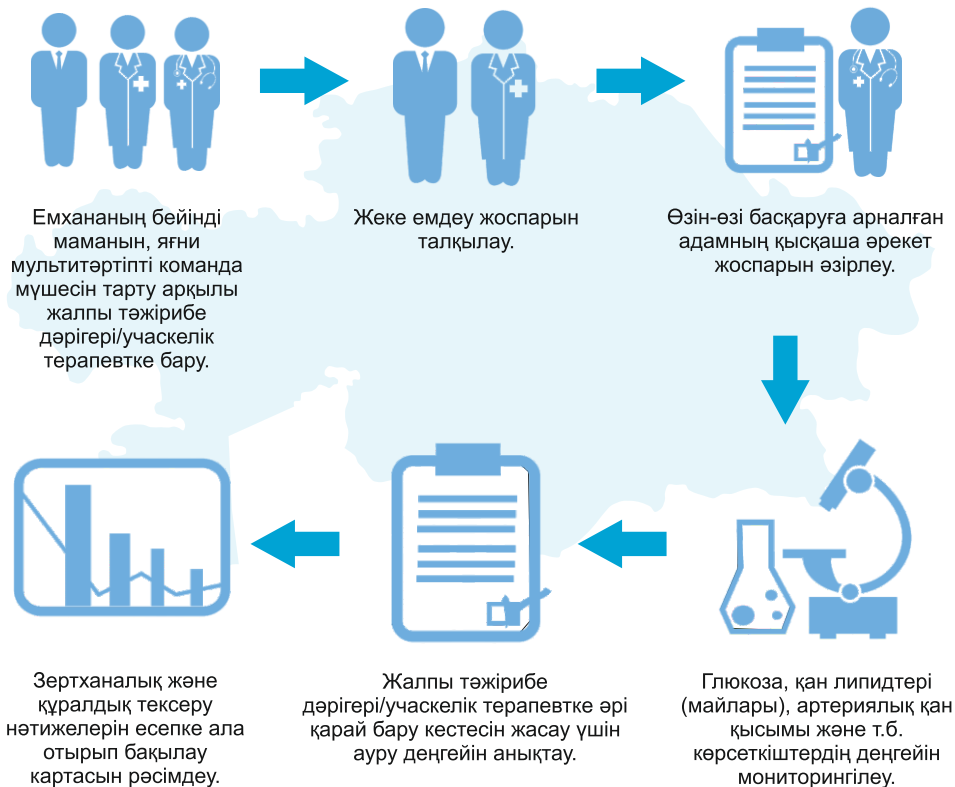 Емхананың бейінді
маманын, яғни
мультитәртіпті команда
мүшесін тарту арқылы
жалпы тәжірибе
дәрігері/учаскелік
терапевтке бару.
Жеке емдеу жоспарын
талқылау.
Өзін-өзі басқаруға арналған
адамның қысқаша әрекет
жоспарын әзірлеу.
Глюкоза, қан липидтері
(майлары), артериялық қан
қысымы және т.б.
көрсеткіштердің деңгейін
мониторингілеу.
Жалпы тәжірибе
дәрігері/учаскелік терапевтке әрі
қарай бару кестесін жасау үшін
ауру деңгейін анықтау.
Зертханалық және
құралдық тексеру
нәтижелерін есепке ала
отырып бақылау
картасын рәсімдеу.